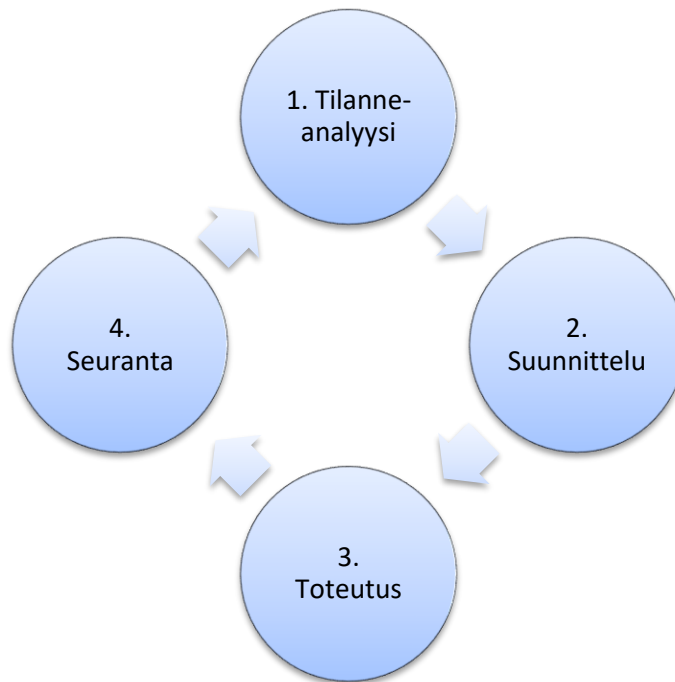 1. Tilanne-
analyysi
2.
Suunnittelu
3.
Toteutus
4.
Seuranta